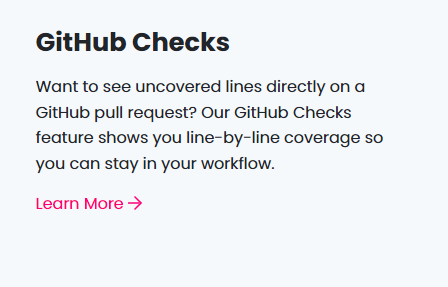 GitHub Checks
Want to see uncovered lines directly on a
GitHub pull request? Our GitHub Checks
feature shows you line-by-line coverage so
you can stay in your workflow.
Learn More →